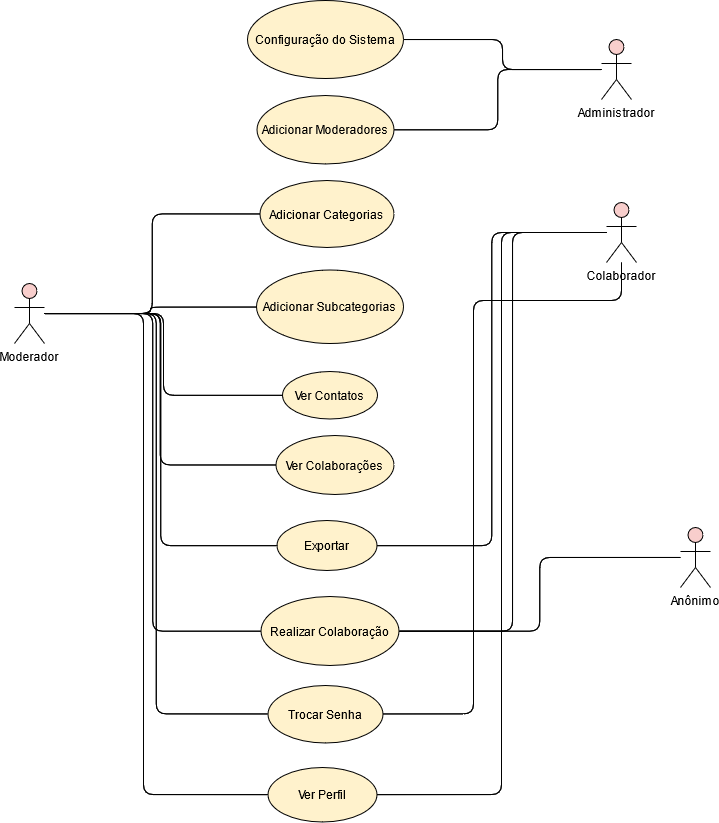 Configuração do Sistema
Administrador
Adicionar Moderadores
Adicionar Categorias
Colaborador
Adicionar Subcategorias
Moderador
Ver Contatos
Ver Colaborações
Exportar
Anônimo
Realizar Colaboração
Trocar Senha
Ver Perfil